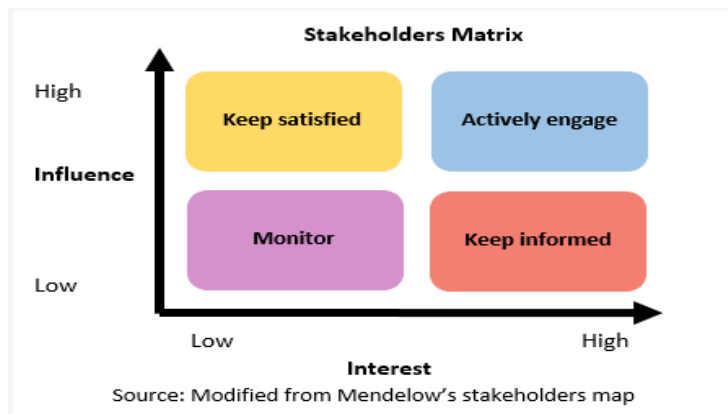 Stakeholders Matrix
High
Keep satisfied
Actively engage
Influence
Monitor
Keep informed
Low
Low
High
Interest
Source: Modified from Mendelow’s stakeholders map